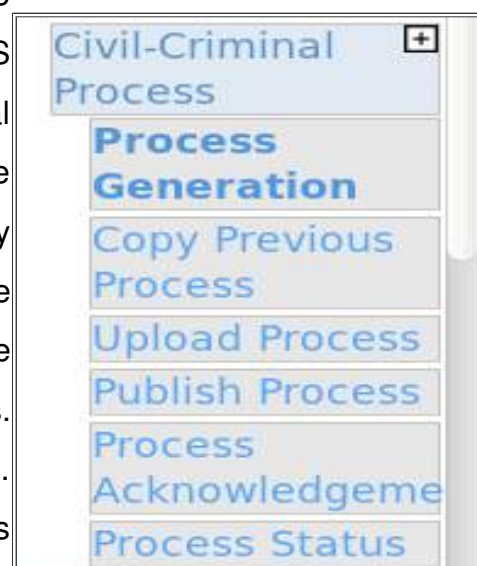 Civil-Criminal
Process
Process
Generation
Copy Previous
Process
Upload Process
Publish Process
Process
Acknowledgeme
Process Status